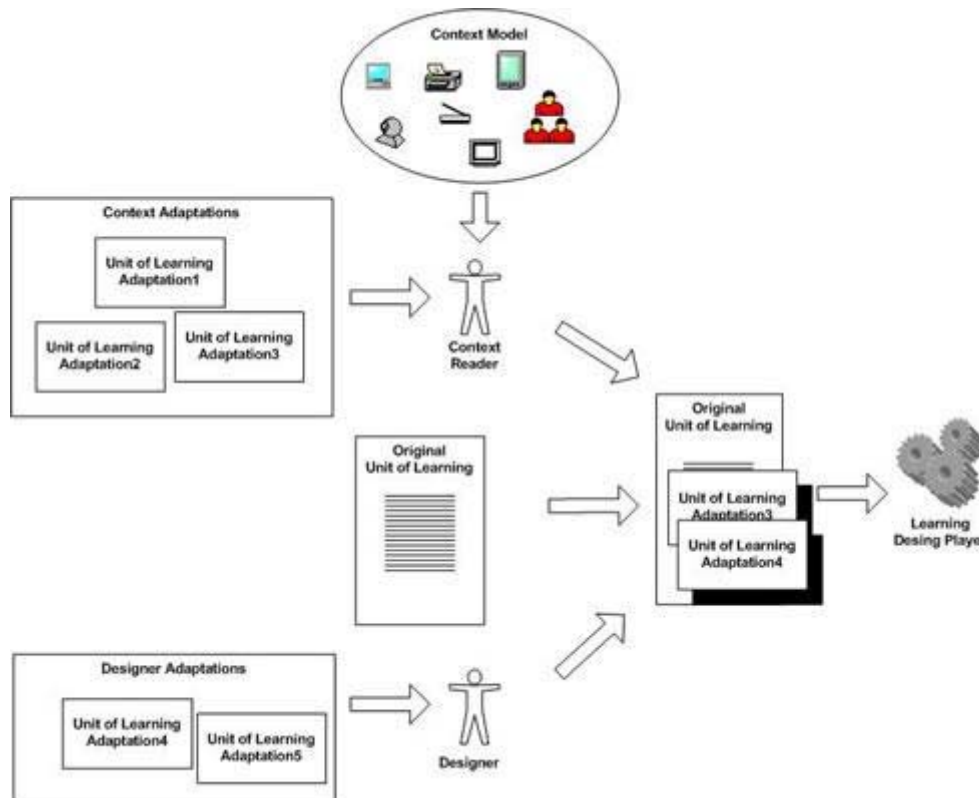 Context Model
Context Adaptations
Unit of Learning
Adaptation1
Unit of Learning
Adaptation2
Unit of Learning
Adaptation3
Context
Reader
Original
Unit of Learning
Original
Unit of Learning
Unit of Learning
Adaptation3
Unit of Learning
Adaptation4
Learning
Desing Playe
Designer Adaptations
Unit of Learning
Adaptation4
Unit of Learning
Adaptation5
Designer